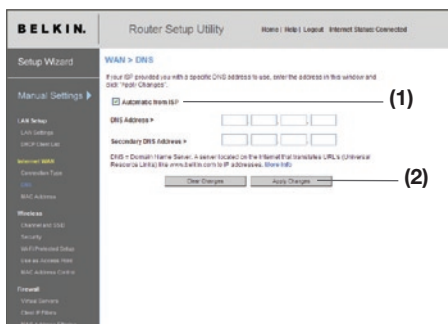 BELKIN.
Router Setup Utility
Home | Help | Logout Internet Status: Connected
Setup Wizard
Manual Settings
LAN Setup
LAN Settings
DHCP Client List
Internet WAN
Connection Type
DNS
MAC Address
Wireless
Channel and SSID
Security
Wi-Fi Protected Setup
Use as Access Point
MAC Address Control
Firewall
Virtual Servers
Client IP Filters
WAN > DNS
If your ISP provided you with a specific DNS address to use, enter the address in this window and
click "Apply Changes".
Automatic from ISP
(1)
DNS Address >
Secondary DNS Address >
DNS = Domain Name Server. A server located on the Internet that translates URL's (Universal
Resource Links) like www.belkin.com to IP addresses. More Info
Clear Changes
Apply Changes
(2)